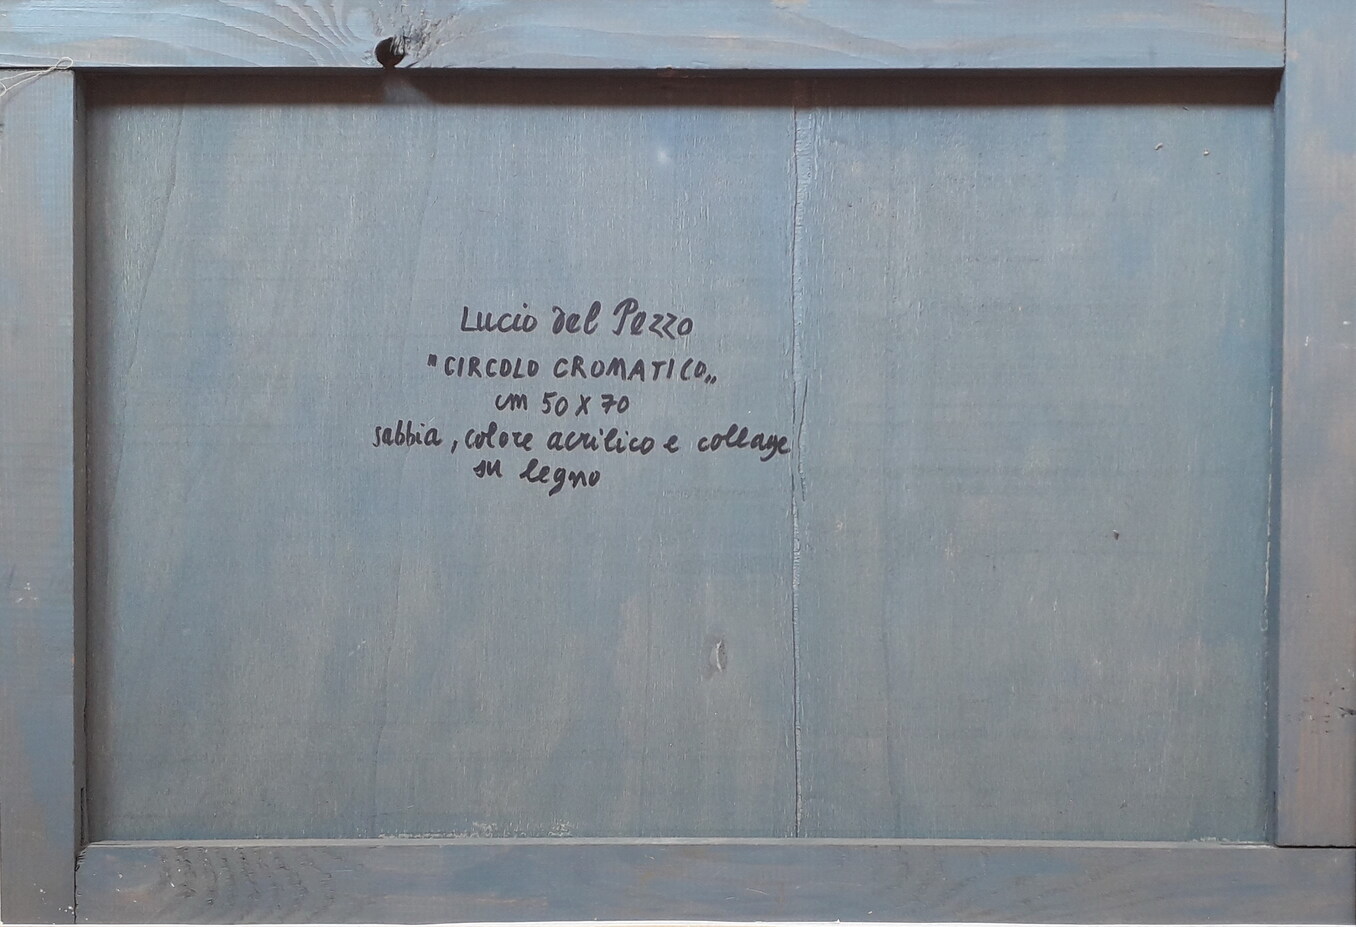 Lucio del Pezzo
"CIRCOLO CROMATICO„
cm 50 X 70
sabbia, colore acrilico e collage
su legno